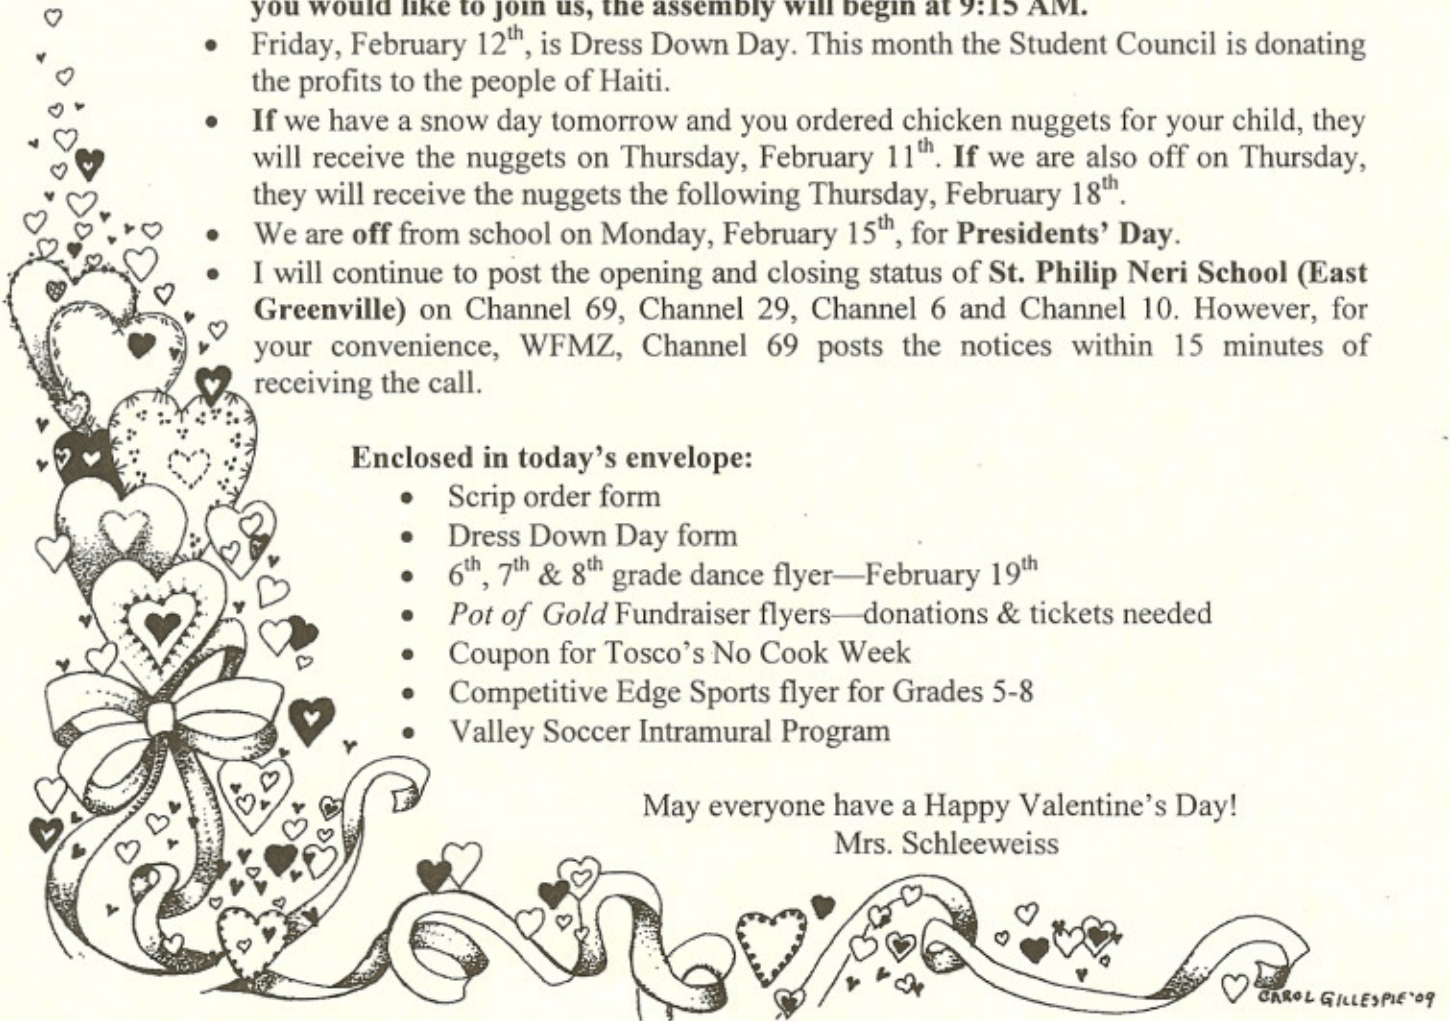 you would like to join us, the assembly will begin at 9:15 AM.
• Friday, February 12th, is Dress Down Day. This month the Student Council is donating
the profits to the people of Haiti.
• If we have a snow day tomorrow and you ordered chicken nuggets for your child, they
will receive the nuggets on Thursday, February 11th. If we are also off on Thursday,
they will receive the nuggets the following Thursday, February 18th.
• We are off from school on Monday, February 15th, for Presidents' Day.
• I will continue to post the opening and closing status of St. Philip Neri School (East
Greenville) on Channel 69, Channel 29, Channel 6 and Channel 10. However, for
your convenience, WFMZ, Channel 69 posts the notices within 15 minutes of
receiving the call.
Enclosed in today's envelope:
• Scrip order form
• Dress Down Day form
• 6th, 7th & 8th grade dance flyer—February 19th
• Pot of Gold Fundraiser flyers—donations & tickets needed
• Coupon for Tosco's No Cook Week
• Competitive Edge Sports flyer for Grades 5-8
• Valley Soccer Intramural Program
May everyone have a Happy Valentine's Day!
Mrs. Schleeweiss
CAROL GILLESPIE '09